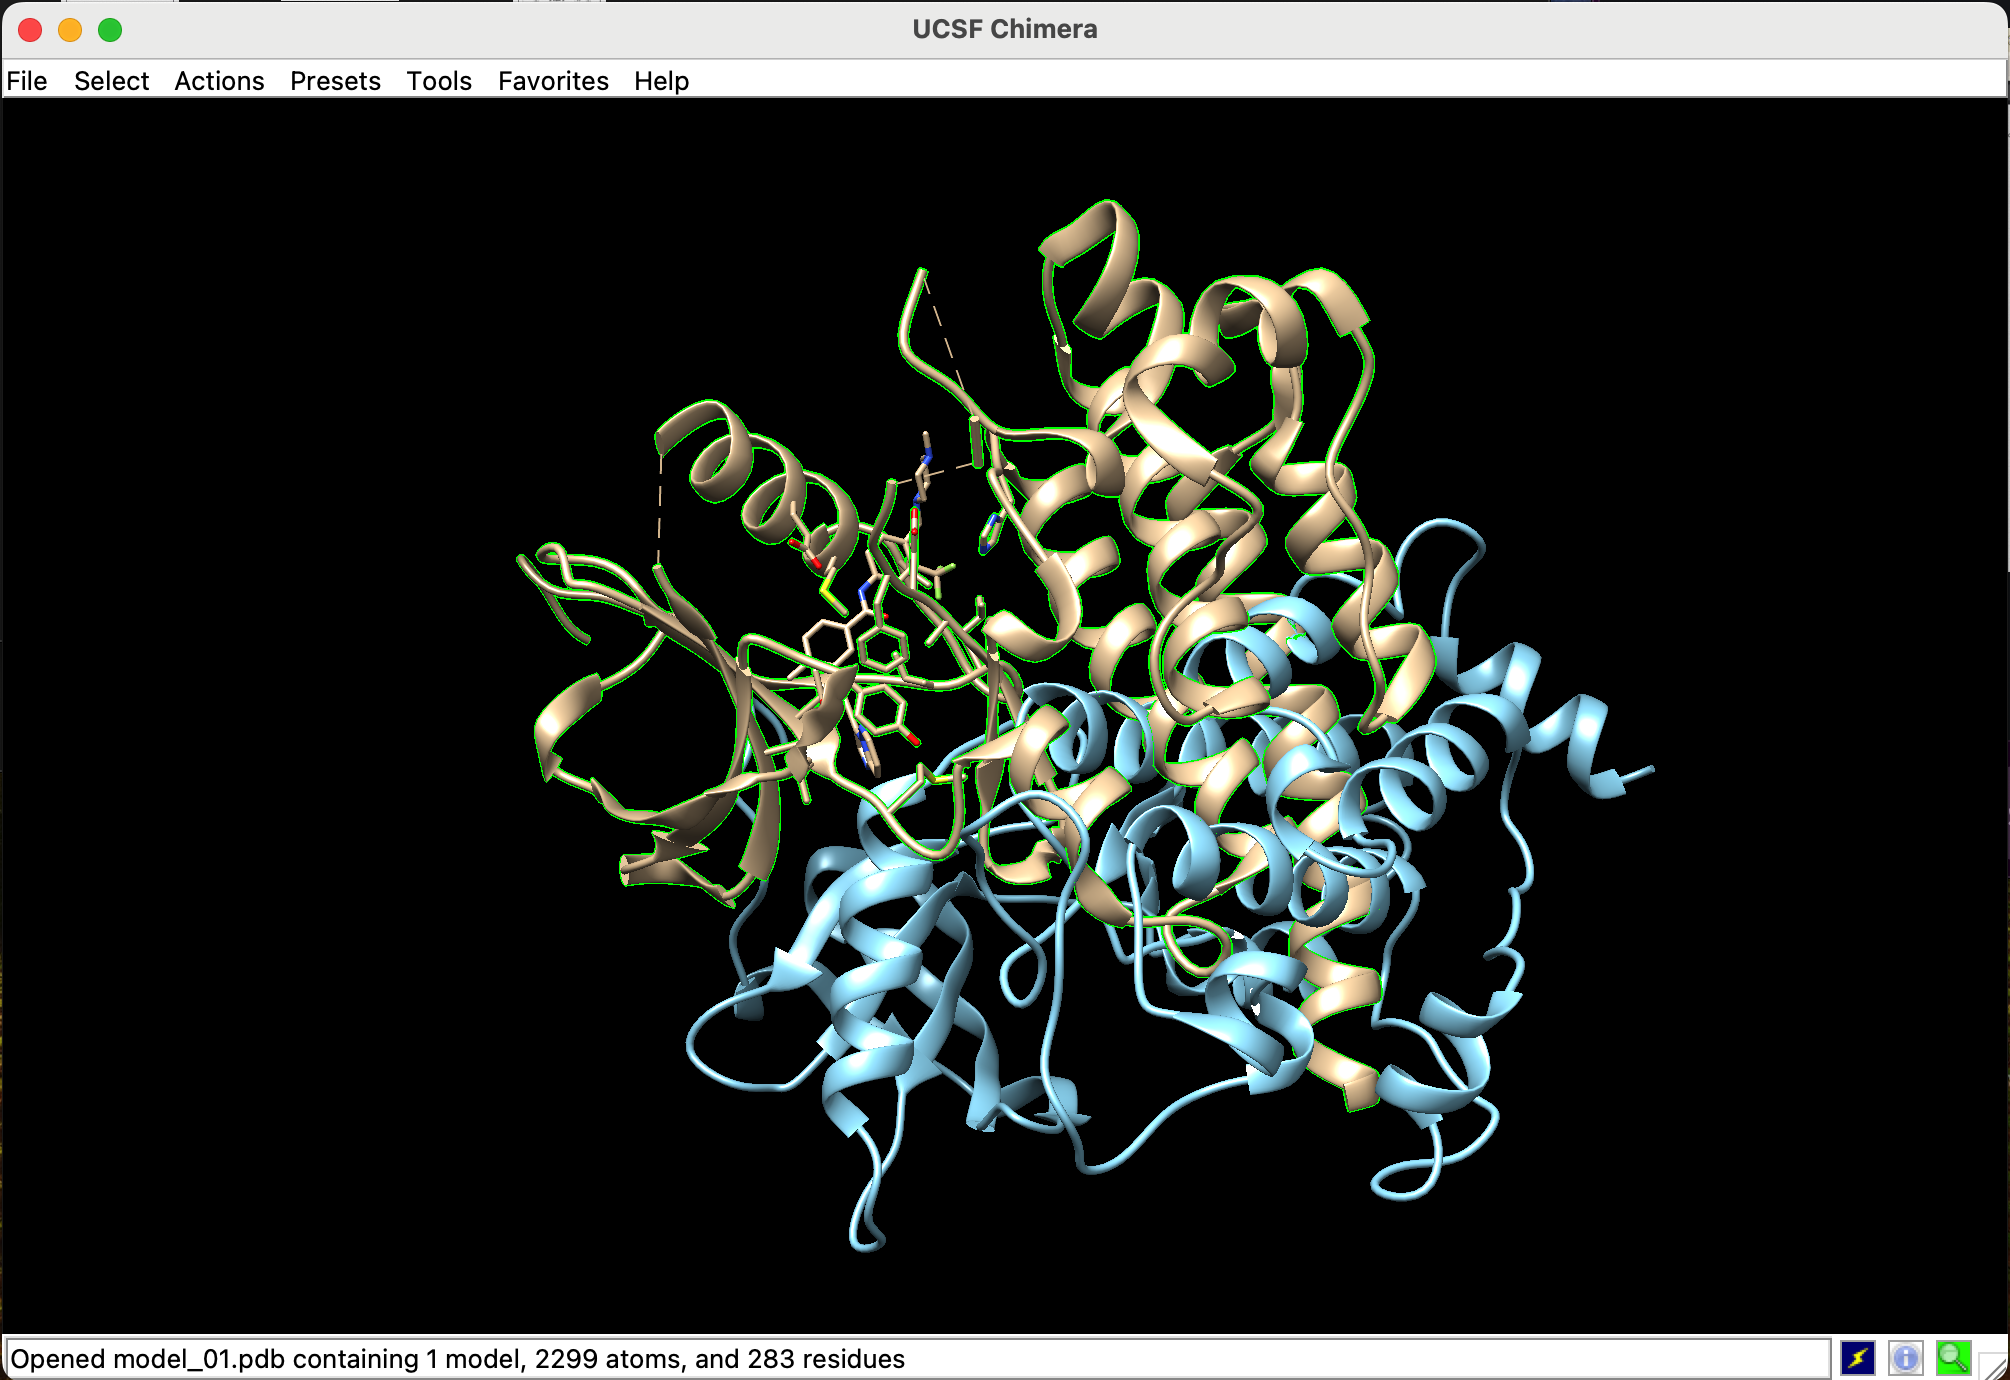 UCSF Chimera
File Select Actions Presets Tools Favorites Help
Opened model_01.pdb containing 1 model, 2299 atoms, and 283 residues